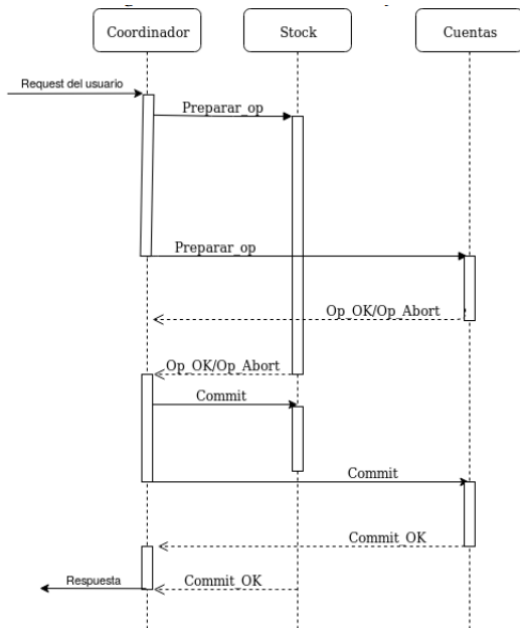 Coordinador
Stock
Cuentas
Request del usuario
Preparar_op
Preparar_op
Op_OK/Op_Abort
Op_OK/Op_Abort
Commit
Commit
Commit_OK
Commit_OK
Respuesta